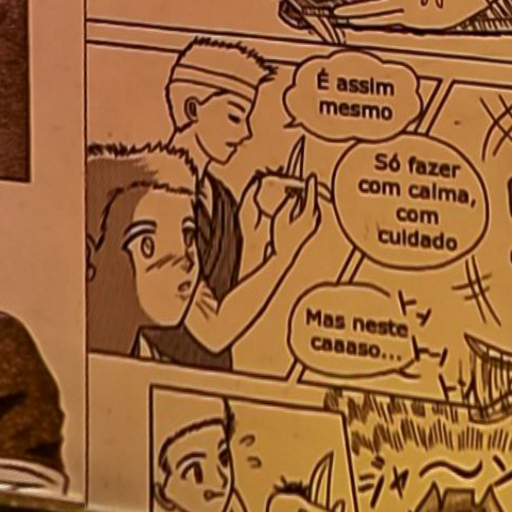 É assim
mesmo
Só fazer
com calma,
com
cuidado
Mas neste
caaaso...